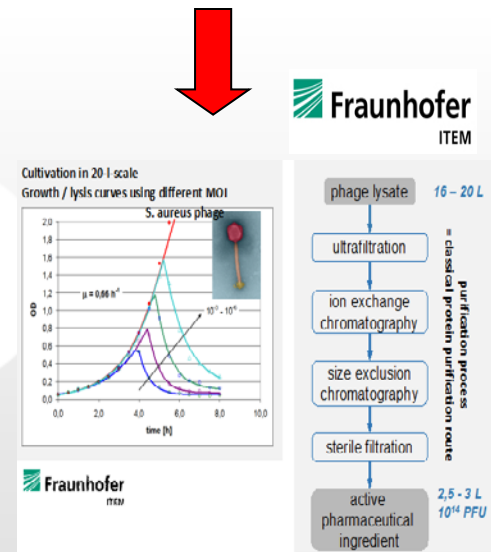 Fraunhofer
ITEM
Cultivation in 20-l-scale
Growth / lysis curves using different MOI
S. aureus phage
2,0
1,8
1,6
1,4
1,2
1,0
0,8
0,6
0,4
0,2
0,0
OD
µ = 0,66 h⁻¹
0,0 2,0 4,0 6,0 8,0 10,0
time [h]
Fraunhofer
ITEM
phage lysate
16 – 20 L
ultrafiltration
ion exchange
chromatography
size exclusion
chromatography
sterile filtration
active
pharmaceutical
ingredient
2,5 - 3 L
10¹⁴ PFU
purification process
= classical protein purification route